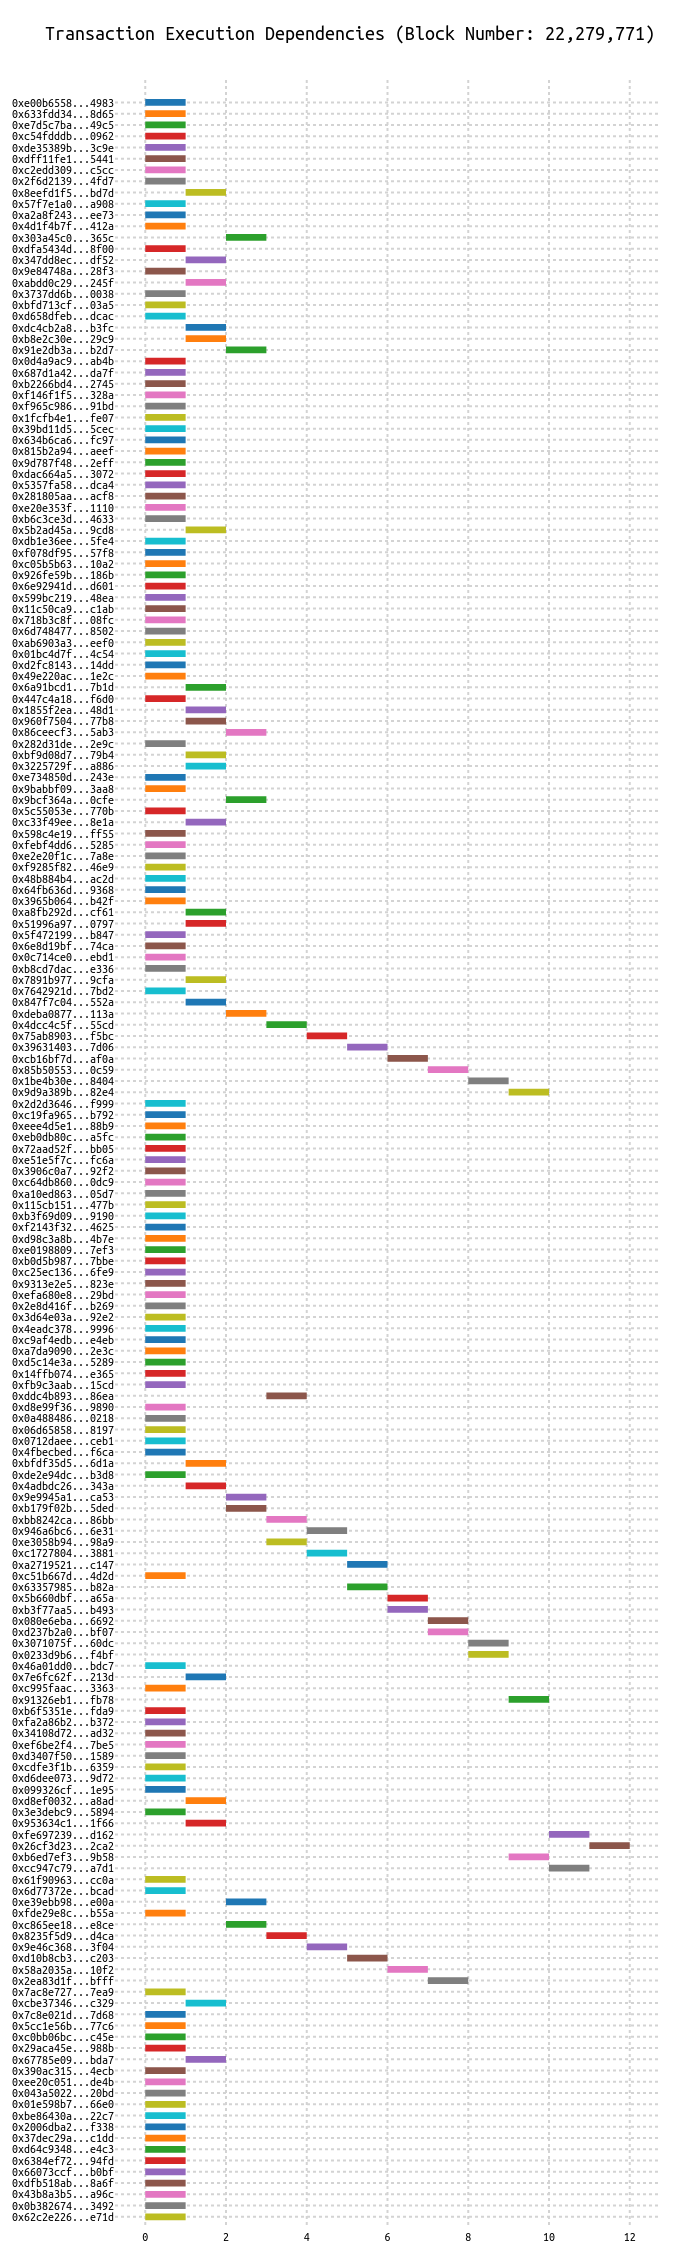 Transaction Execution Dependencies (Block Number: 22,279,771)
0xe00b6558...4983
0x633fdd34...8d65
0xe7d5c7ba...49c5
0xc54fdddb...0962
0xde35389b...3c9e
0xdff11fe1...5441
0xc2edd309...c5cc
0x2f6d2139...4fd7
0x8eefd1f5...bd7d
0x57f7e1a0...a908
0xa2a8f243...ee73
0x4d1f4b7f...412a
0x303a45c0...365c
0xdfa5434d...8f00
0x347dd8ec...df52
0x9e84748a...28f3
0xabdd0c29...245f
0x3737dd6b...0038
0xbfd713cf...03a5
0xd658dfeb...dcac
0xdc4cb2a8...b3fc
0xb8e2c30e...29c9
0x91e2db3a...b2d7
0x0d4a9ac9...ab4b
0x687d1a42...da7f
0xb2266bd4...2745
0xf146f1f5...328a
0xf965c986...91bd
0x1fcfb4e1...fe07
0x39bd11d5...5cec
0x634b6ca6...fc97
0x815b2a94...aeef
0x9d787f48...2eff
0xdac664a5...3072
0x5357fa58...dca4
0x281805aa...acf8
0xe20e353f...1110
0xb6c3ce3d...4633
0x5b2ad45a...9cd8
0xdb1e36ee...5fe4
0xf078df95...57f8
0xc05b5b63...10a2
0x926fe59b...186b
0x6e92941d...d601
0x599bc219...48ea
0x11c50ca9...c1ab
0x718b3c8f...08fc
0x6d748477...8502
0xab6903a3...eef0
0x01bc4d7f...4c54
0xd2fc8143...14dd
0x49e220ac...1e2c
0x6a91bcd1...7b1d
0x447c4a18...f6d0
0x1855f2ea...48d1
0x960f7504...77b8
0x86ceecf3...5ab3
0x282d31de...2e9c
0xbf9d08d7...79b4
0x3225729f...a886
0xe734850d...243e
0x9babbf09...3aa8
0x9bcf364a...0cfe
0x5c55053e...770b
0xc33f49ee...8e1a
0x598c4e19...ff55
0xfebf4dd6...5285
0xe2e20f1c...7a8e
0xf9285f82...46e9
0x48b884b4...ac2d
0x64fb636d...9368
0x3965b064...b42f
0xa8fb292d...cf61
0x51996a97...0797
0x5f472199...b847
0x6e8d19bf...74ca
0x0c714ce0...ebd1
0xb8cd7dac...e336
0x7891b977...9cfa
0x7642921d...7bd2
0x847f7c04...552a
0xdeba0877...113a
0x4dcc4c5f...55cd
0x75ab8903...f5bc
0x39631403...7d06
0xcb16bf7d...af0a
0x85b50553...0c59
0x1be4b30e...8404
0x9d9a389b...82e4
0x2d2d3646...f999
0xc19fa965...b792
0xeee4d5e1...88b9
0xeb0db80c...a5fc
0x72aad52f...bb05
0xe51e5f7c...fc6a
0x3906c0a7...92f2
0xc64db860...0dc9
0xa10ed863...05d7
0x115cb151...477b
0xb3f69d09...9190
0xf2143f32...4625
0xd98c3a8b...4b7e
0xe0198809...7ef3
0xb0d5b987...7bbe
0xc25ec136...6fe9
0x9313e2e5...823e
0xefa680e8...29bd
0x2e8d416f...b269
0x3d64e03a...92e2
0x4eadc378...9996
0xc9af4edb...e4eb
0xa7da9090...2e3c
0xd5c14e3a...5289
0x14ffb074...e365
0xfb9c3aab...15cd
0xddc4b893...86ea
0xd8e99f36...9890
0x0a488486...0218
0x06d65858...8197
0x0712daee...ceb1
0x4fbecbed...f6ca
0xbfdf35d5...6d1a
0xde2e94dc...b3d8
0x4adbdc26...343a
0x9e9945a1...ca53
0xb179f02b...5ded
0xbb8242ca...86bb
0x946a6bc6...6e31
0xe3058b94...98a9
0xc1727804...3881
0xa2719521...c147
0xc51b667d...4d2d
0x63357985...b82a
0x5b660dbf...a65a
0xb3f77aa5...b493
0x080e6eba...6692
0xd237b2a0...bf07
0x3071075f...60dc
0x0233d9b6...f4bf
0x46a01dd0...bdc7
0x7e6fc62f...213d
0xc995faac...3363
0x91326eb1...fb78
0xb6f5351e...fda9
0xfa2a86b2...b372
0x34108d72...ad32
0xef6be2f4...7be5
0xd3407f50...1589
0xcdfe3f1b...6359
0xd6dee073...9d72
0x099326cf...1e95
0xd8ef0032...a8ad
0x3e3debc9...5894
0x953634c1...1f66
0xfe697239...d162
0x26cf3d23...2ca2
0xb6ed7ef3...9b58
0xcc947c79...a7d1
0x61f90963...cc0a
0x6d77372e...bcad
0xe39ebb98...e00a
0xfde29e8c...b55a
0xc865ee18...e8ce
0x8235f5d9...d4ca
0x9e46c368...3f04
0xd10b8cb3...c203
0x58a2035a...10f2
0x2ea83d1f...bfff
0x7ac8e727...7ea9
0xcbe37346...c329
0x7c8e021d...7d68
0x5cc1e56b...77c6
0xc0bb06bc...c45e
0x29aca45e...988b
0x67785e09...bda7
0x390ac315...4ecb
0xee20c051...de4b
0x043a5022...20bd
0x01e598b7...66e0
0xbe86430a...22c7
0x2006dba2...f338
0x37dec29a...c1dd
0xd64c9348...e4c3
0x6384ef72...94fd
0x66073ccf...b0bf
0xdfb518ab...8a6f
0x43b8a3b5...a96c
0x0b382674...3492
0x62c2e226...e71d
0 2 4 6 8 10 12